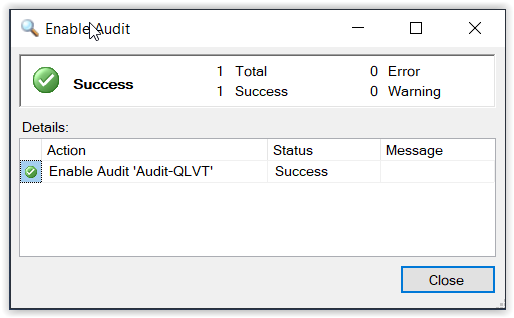 Enable Audit
Success
1 Total 0 Error
1 Success 0 Warning
Details:
Action Status Message
Enable Audit 'Audit-QLVT' Success
Close